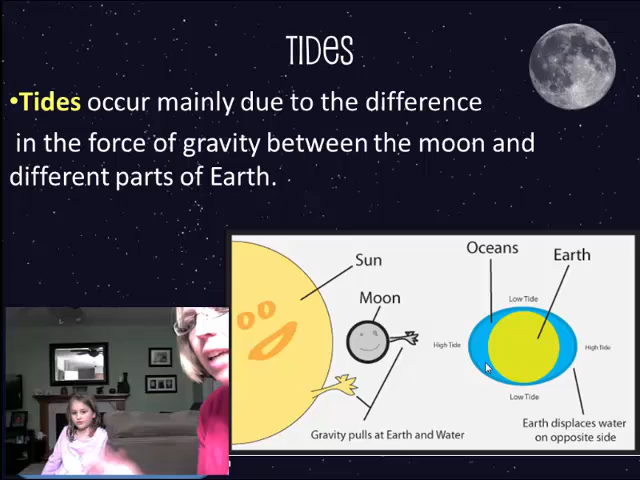 TIDES
•Tides occur mainly due to the difference
in the force of gravity between the moon and
different parts of Earth.
Sun
Oceans
Earth
Moon
Low Tide
High Tide
High Tide
Low Tide
Gravity pulls at Earth and Water
Earth displaces water
on opposite side